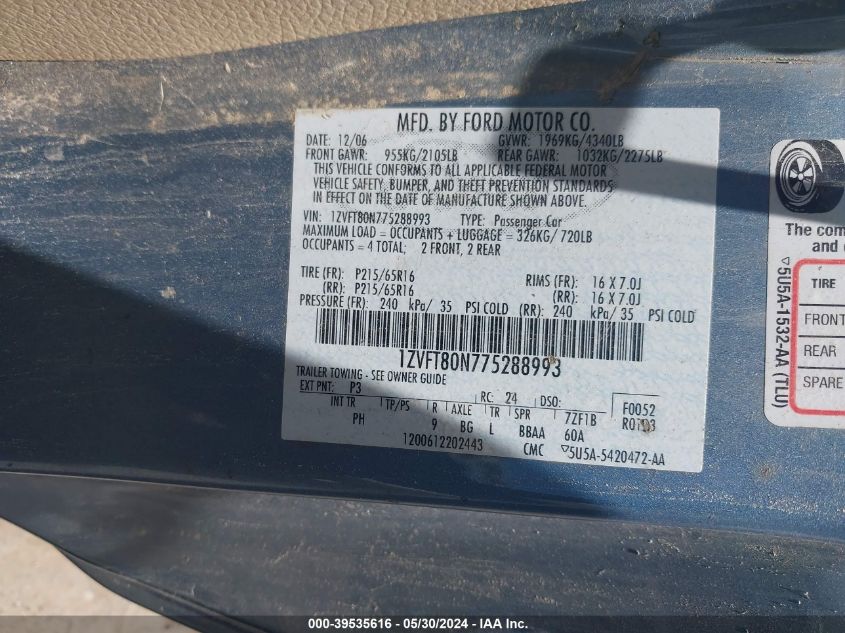 MFD. BY FORD MOTOR CO.
DATE: 12/06 GVWR: 1969KG/4340LB
FRONT GAWR: 955KG/2105LB REAR GAWR: 1032KG/2275LB
THIS VEHICLE CONFORMS TO ALL APPLICABLE FEDERAL MOTOR
VEHICLE SAFETY, BUMPER, AND THEFT PREVENTION STANDARDS
IN EFFECT ON THE DATE OF MANUFACTURE SHOWN ABOVE.
VIN: 1ZVFT80N775288993 TYPE: Passenger Car
MAXIMUM LOAD = OCCUPANTS + LUGGAGE = 326KG/ 720LB
OCCUPANTS = 4 TOTAL; 2 FRONT, 2 REAR
TIRE (FR): P215/65R16 RIMS (FR): 16 X 7.0J
(RR): P215/65R16 (RR): 16 X 7.0J
PRESSURE (FR): 240 kPa/ 35 PSI COLD (RR): 240 kPa/ 35 PSI COLD
1ZVFT80N775288993
TRAILER TOWING - SEE OWNER GUIDE
EXT PNT: P3 RC: 24 DSO: F0052
INT TR TP/PS R AXLE TR SPR 7ZF1B
PH 9 BG L BBAA 60A
1200612202443 CMC ▽5U5A-5420472-AA
The com
and
TIRE
FRONT
REAR
SPARE
▽5U5A-1532-AA (TLU)
000-39535616 - 05/30/2024 - IAA Inc.